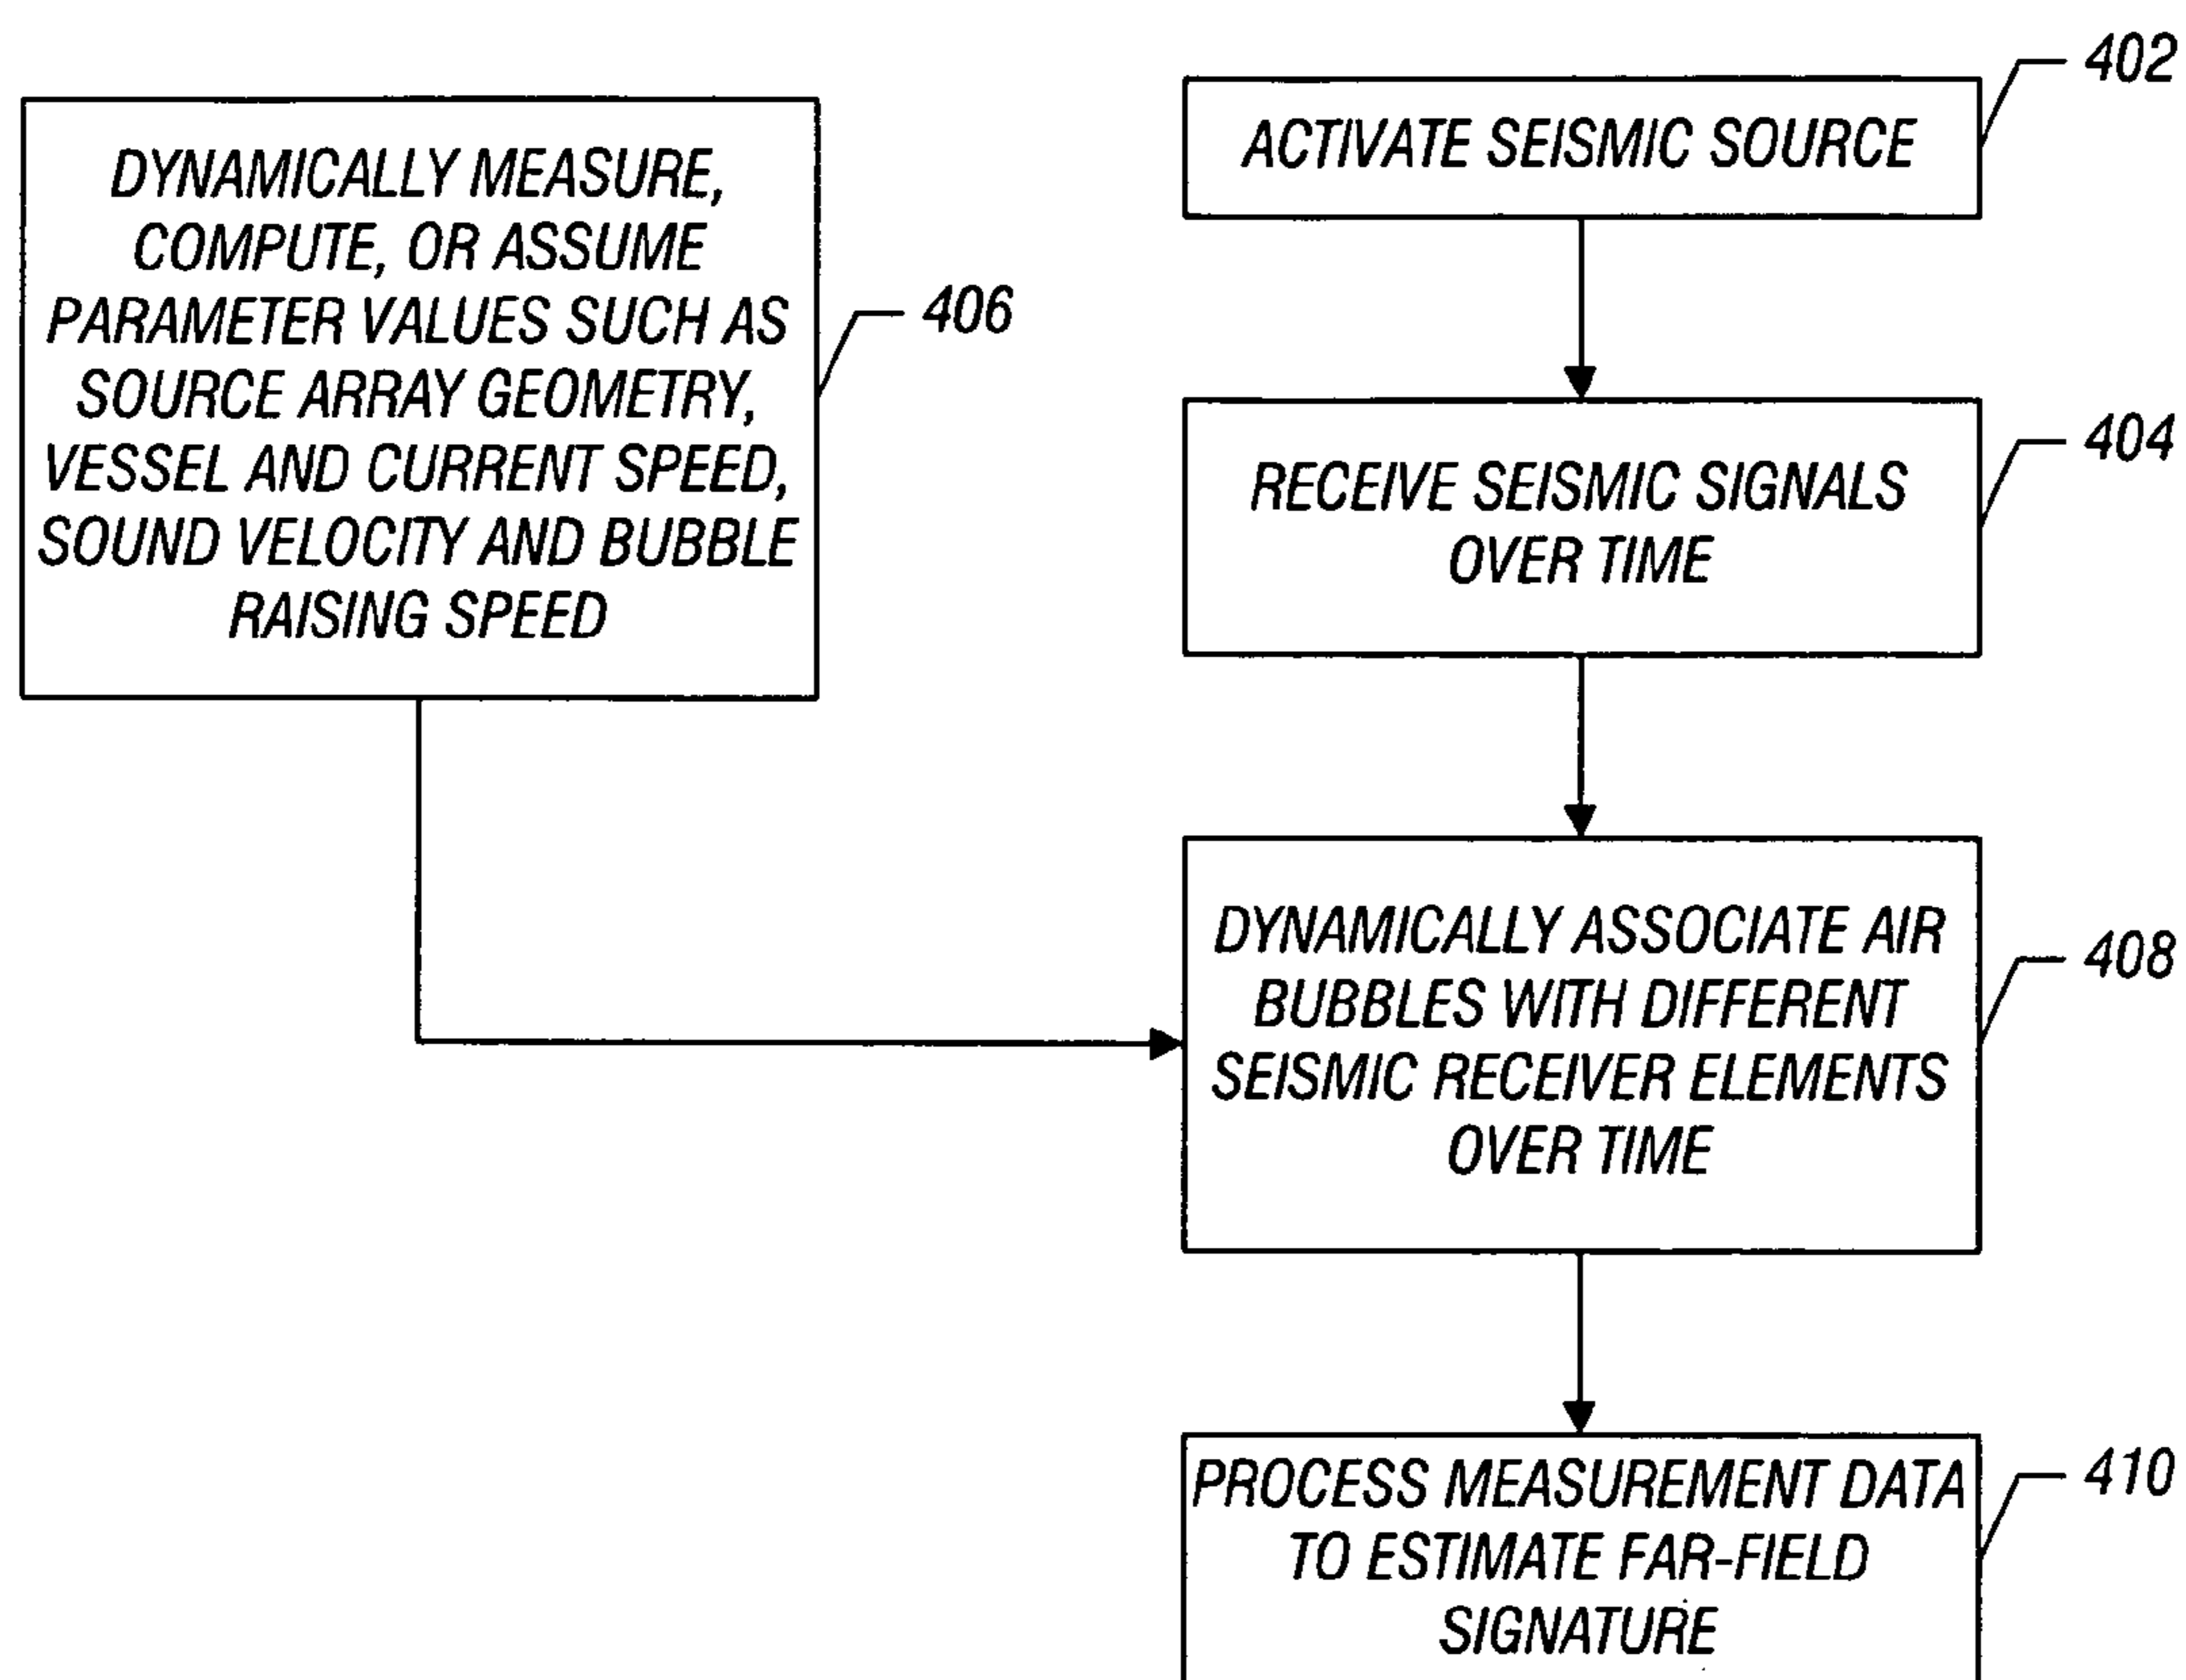 402
ACTIVATE SEISMIC SOURCE
DYNAMICALLY MEASURE,
COMPUTE, OR ASSUME
PARAMETER VALUES SUCH AS
SOURCE ARRAY GEOMETRY,
VESSEL AND CURRENT SPEED,
SOUND VELOCITY AND BUBBLE
RAISING SPEED
406
404
RECEIVE SEISMIC SIGNALS
OVER TIME
408
DYNAMICALLY ASSOCIATE AIR
BUBBLES WITH DIFFERENT
SEISMIC RECEIVER ELEMENTS
OVER TIME
410
PROCESS MEASUREMENT DATA
TO ESTIMATE FAR-FIELD
SIGNATURE